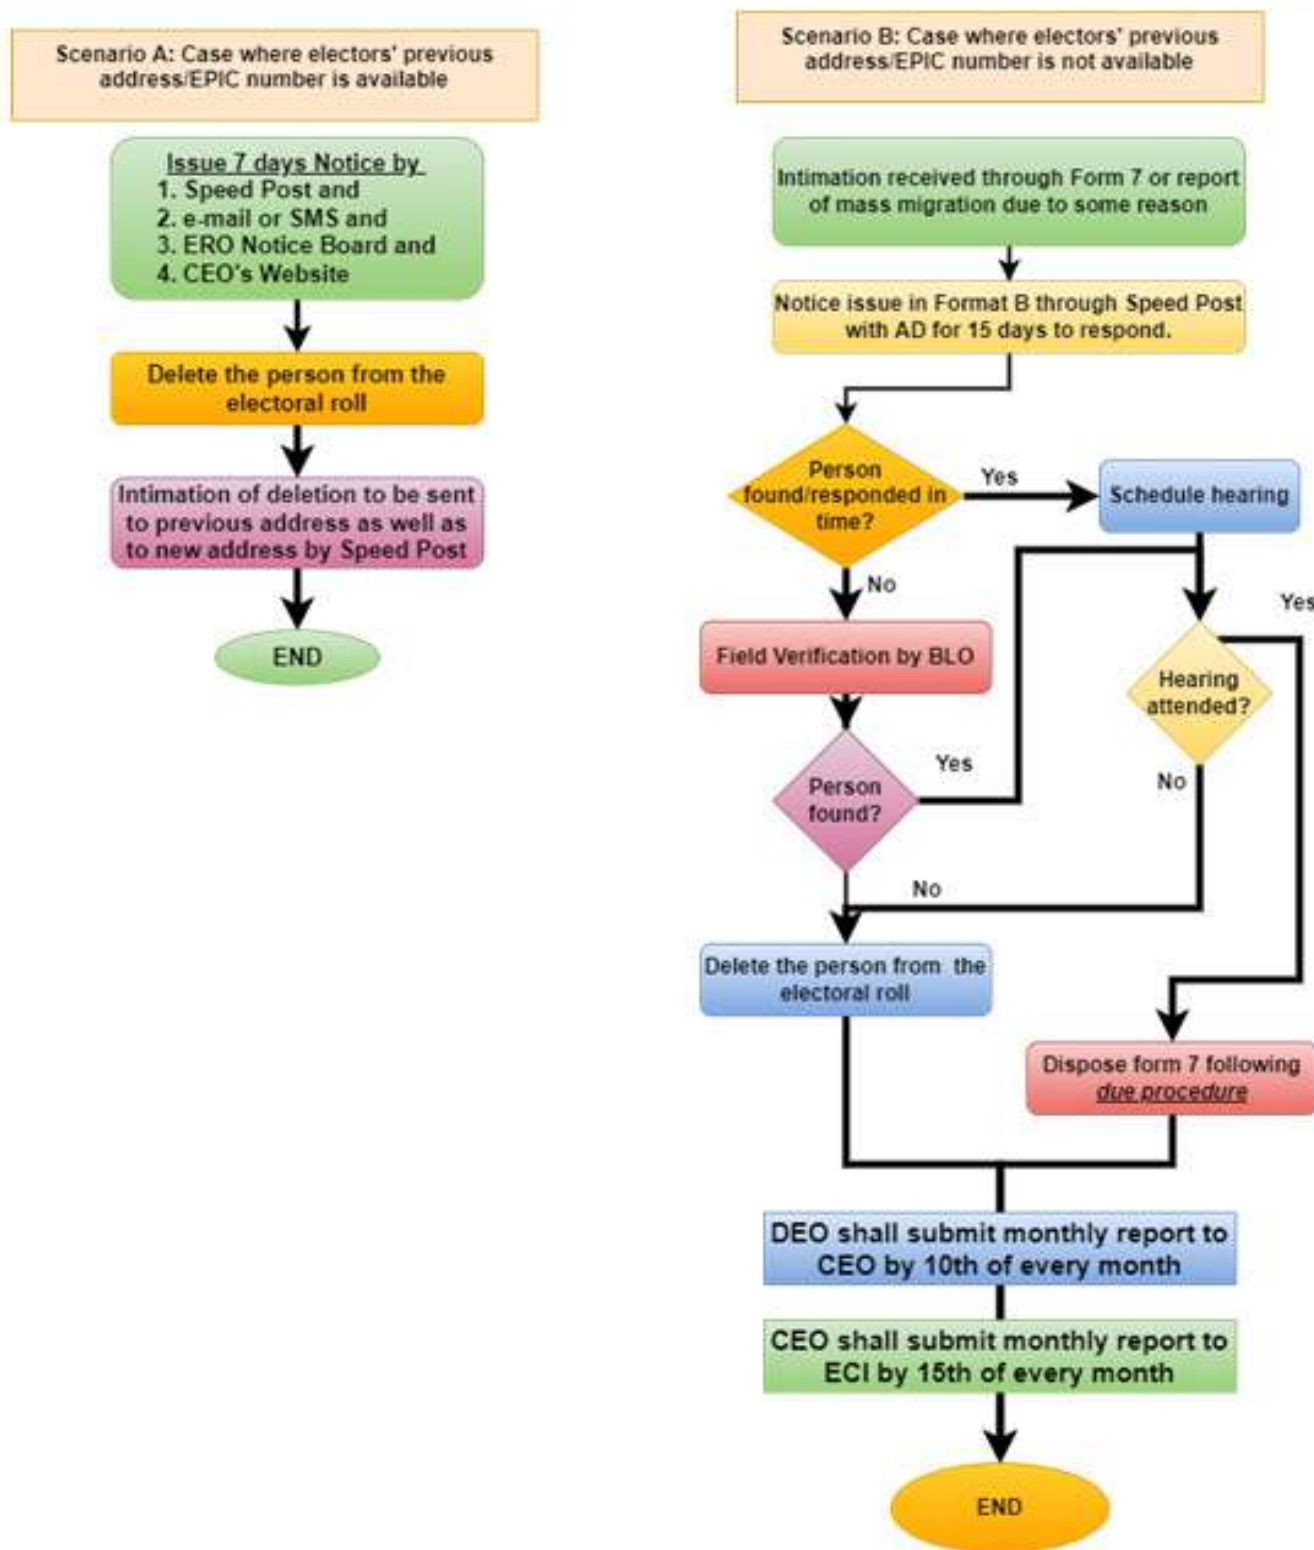 Scenario A: Case where electors' previous
address/EPIC number is available
Issue 7 days Notice by
1. Speed Post and
2. e-mail or SMS and
3. ERO Notice Board and
4. CEO's Website
Delete the person from the
electoral roll
Intimation of deletion to be sent
to previous address as well as
to new address by Speed Post
END
Scenario B: Case where electors' previous
address/EPIC number is not available
Intimation received through Form 7 or report
of mass migration due to some reason
Notice issue in Format B through Speed Post
with AD for 15 days to respond.
Person
found/responded in
time?
Yes
Schedule hearing
No
Yes
Field Verification by BLO
Hearing
attended?
Person
found?
Yes
No
No
Delete the person from the
electoral roll
Dispose form 7 following
due procedure
DEO shall submit monthly report to
CEO by 10th of every month
CEO shall submit monthly report to
ECI by 15th of every month
END